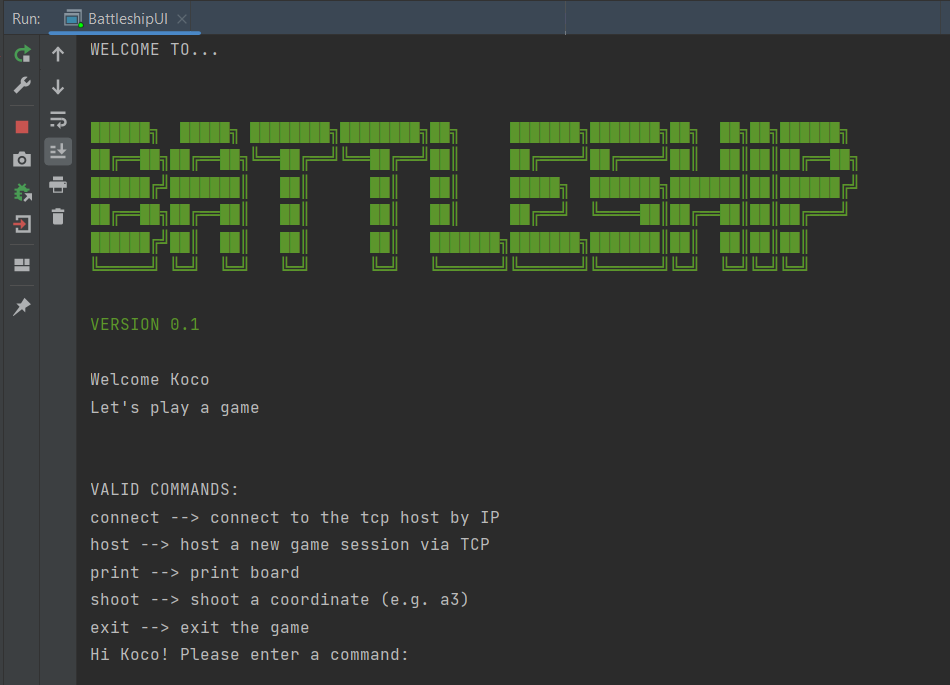 Run: BattleshipUI
WELCOME TO...
BATTLESHIP
VERSION 0.1
Welcome Koco
Let's play a game
VALID COMMANDS:
connect --> connect to the tcp host by IP
host --> host a new game session via TCP
print --> print board
shoot --> shoot a coordinate (e.g. a3)
exit --> exit the game
Hi Koco! Please enter a command: